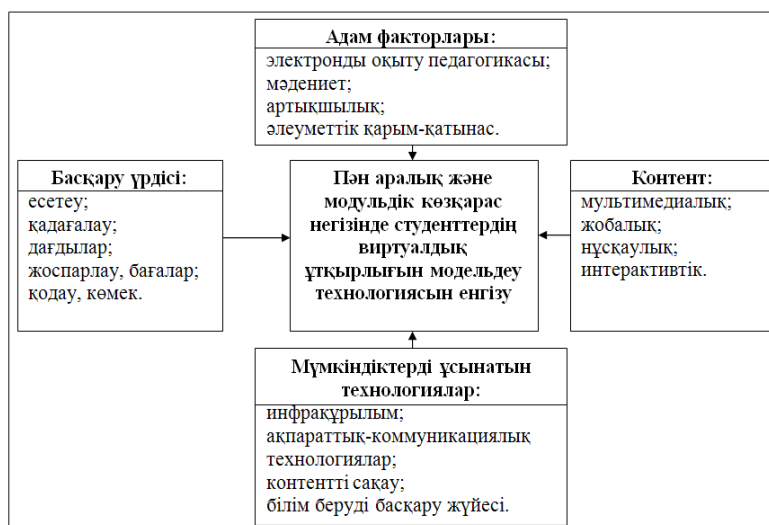 Адам факторлары:
электронды оқыту педагогикасы;
мәдениет;
артықшылық;
әлеуметтік қарым-қатынас.
Басқару үрдісі:
есетеу;
қадағалау;
дағдылар;
жоспарлау, бағалар;
қодау, көмек.
Пән аралық және
модульдік көзқарас
негізінде студенттердің
виртуалдық
ұтқырлығын модельдеу
технологиясын енгізу
Контент:
мультимедиалық;
жобалық;
нұсқаулық;
интерактивтік.
Мүмкіндіктерді ұсынатын
технологиялар:
инфрақұрылым;
ақпараттық-коммуникациялық
технологиялар;
контентті сақау;
білім беруді басқару жүйесі.